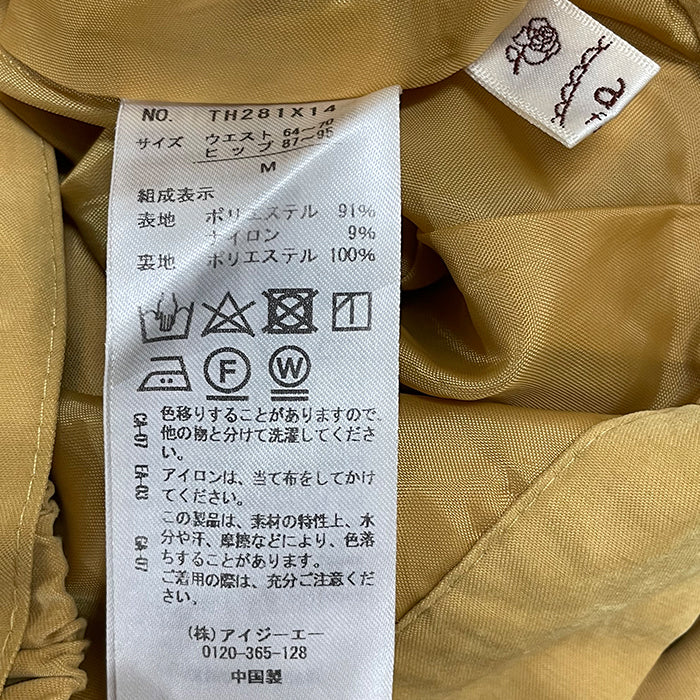 NO. TH281X14
サイズ ウエスト 64〜70
ヒップ 87〜95
M
組成表示
表地 ポリエステル 91%
ナイロン 9%
裏地 ポリエステル 100%
F W
CA-07 色移りすることがありますので、
他の物と分けて洗濯してくださ
い。
EA-03 アイロンは、当て布をしてかけ
てください。
この製品は、素材の特性上、水
GA-07 分や汗、摩擦などにより、色落
ちすることがあります。
ご着用の際は、充分ご注意くださ
い。
(株)アイジーエー
0120-365-128
中国製
a